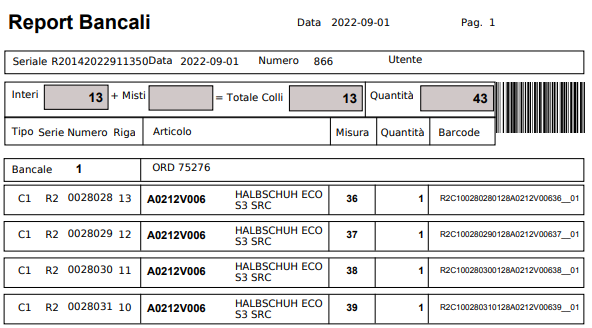 Report Bancali Data 2022-09-01 Pag. 1
Seriale R20142022911350Data 2022-09-01 Numero 866 Utente
Interi 13 + Misti = Totale Colli 13 Quantità 43
Tipo Serie Numero Riga Articolo Misura Quantità Barcode
Bancale 1 ORD 75276
C1 R2 0028028 13 A0212V006 HALBSCHUH ECO 36 1 R2C100280280128A0212V00636__01
S3 SRC
C1 R2 0028029 12 A0212V006 HALBSCHUH ECO 37 1 R2C100280290128A0212V00637__01
S3 SRC
C1 R2 0028030 11 A0212V006 HALBSCHUH ECO 38 1 R2C100280300128A0212V00638__01
S3 SRC
C1 R2 0028031 10 A0212V006 HALBSCHUH ECO 39 1 R2C100280310128A0212V00639__01
S3 SRC